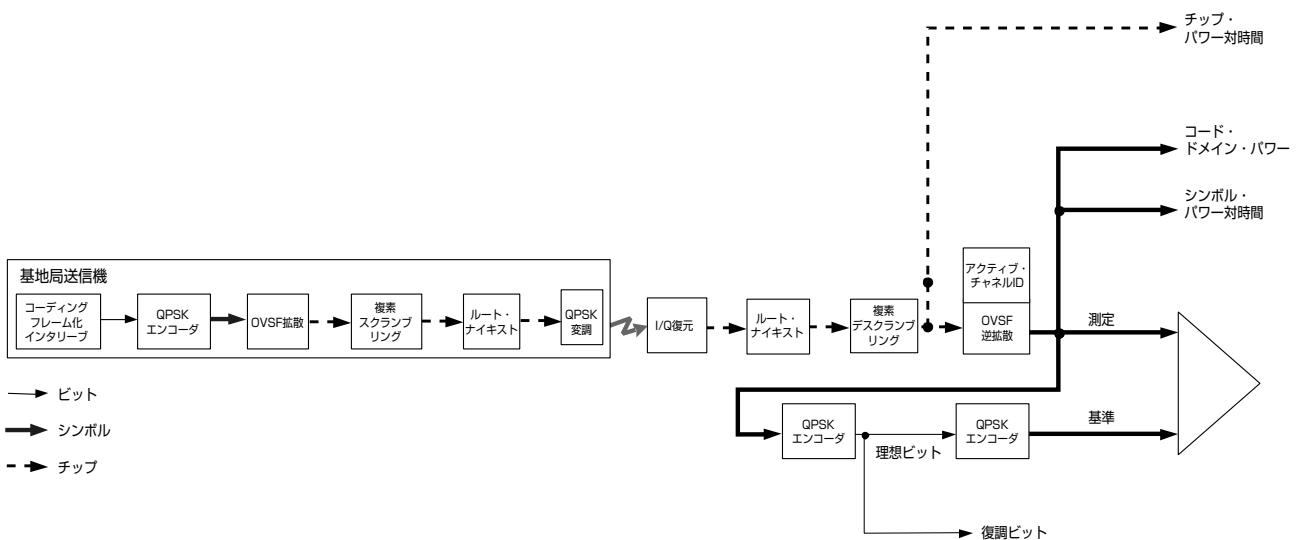 チップ・
パワー対時間
コード・
ドメイン・パワー
シンボル・
パワー対時間
基地局送信機
コーディング
フレーム化
インタリーブ
QPSK
エンコーダ
OVSF拡散
複素
スクランブ
リング
ルート・
ナイキスト
QPSK
変調
I/Q復元
ルート・
ナイキスト
複素
デスクランブ
リング
アクティブ・
チャネルID
OVSF
逆拡散
測定
ビット
シンボル
チップ
QPSK
エンコーダ
理想ビット
QPSK
エンコーダ
基準
復調ビット